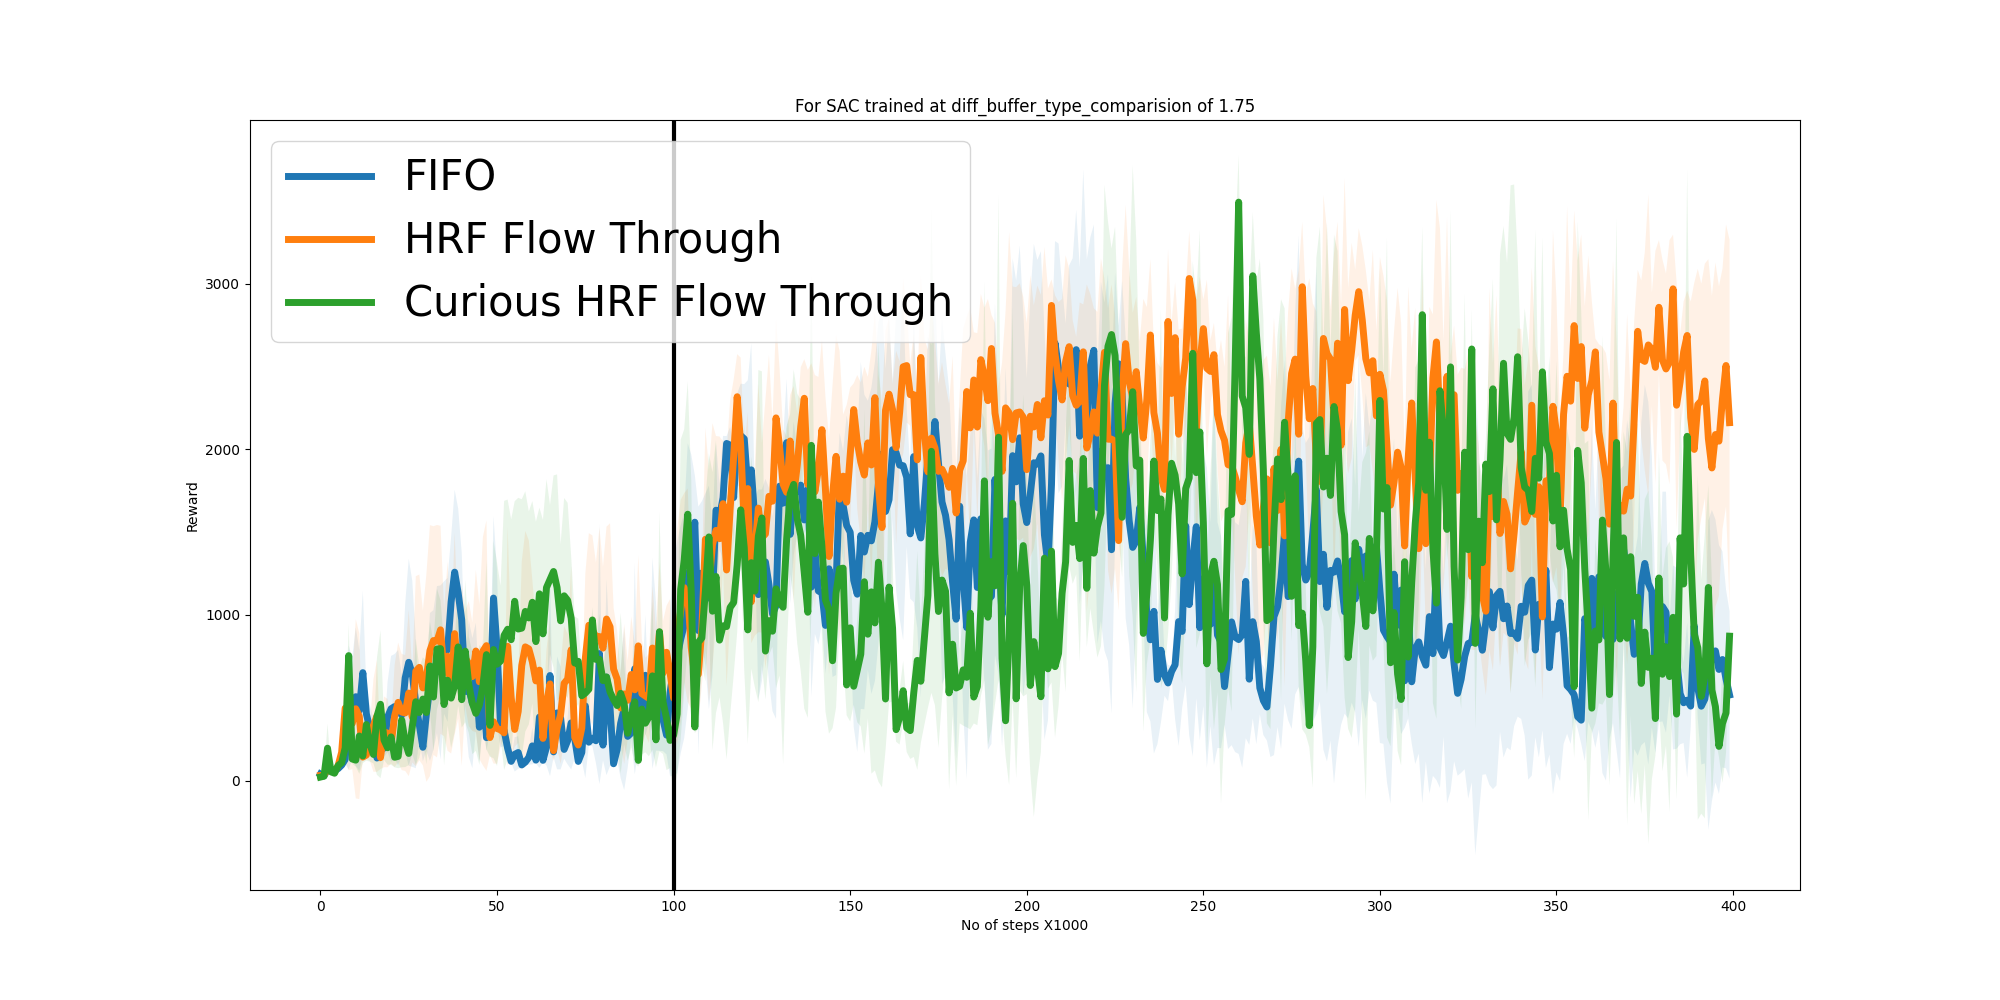 For SAC trained at diff_buffer_type_comparision of 1.75
FIFO
HRF Flow Through
Curious HRF Flow Through
Reward
3000
2000
1000
0
0 50 100 150 200 250 300 350 400
No of steps X1000